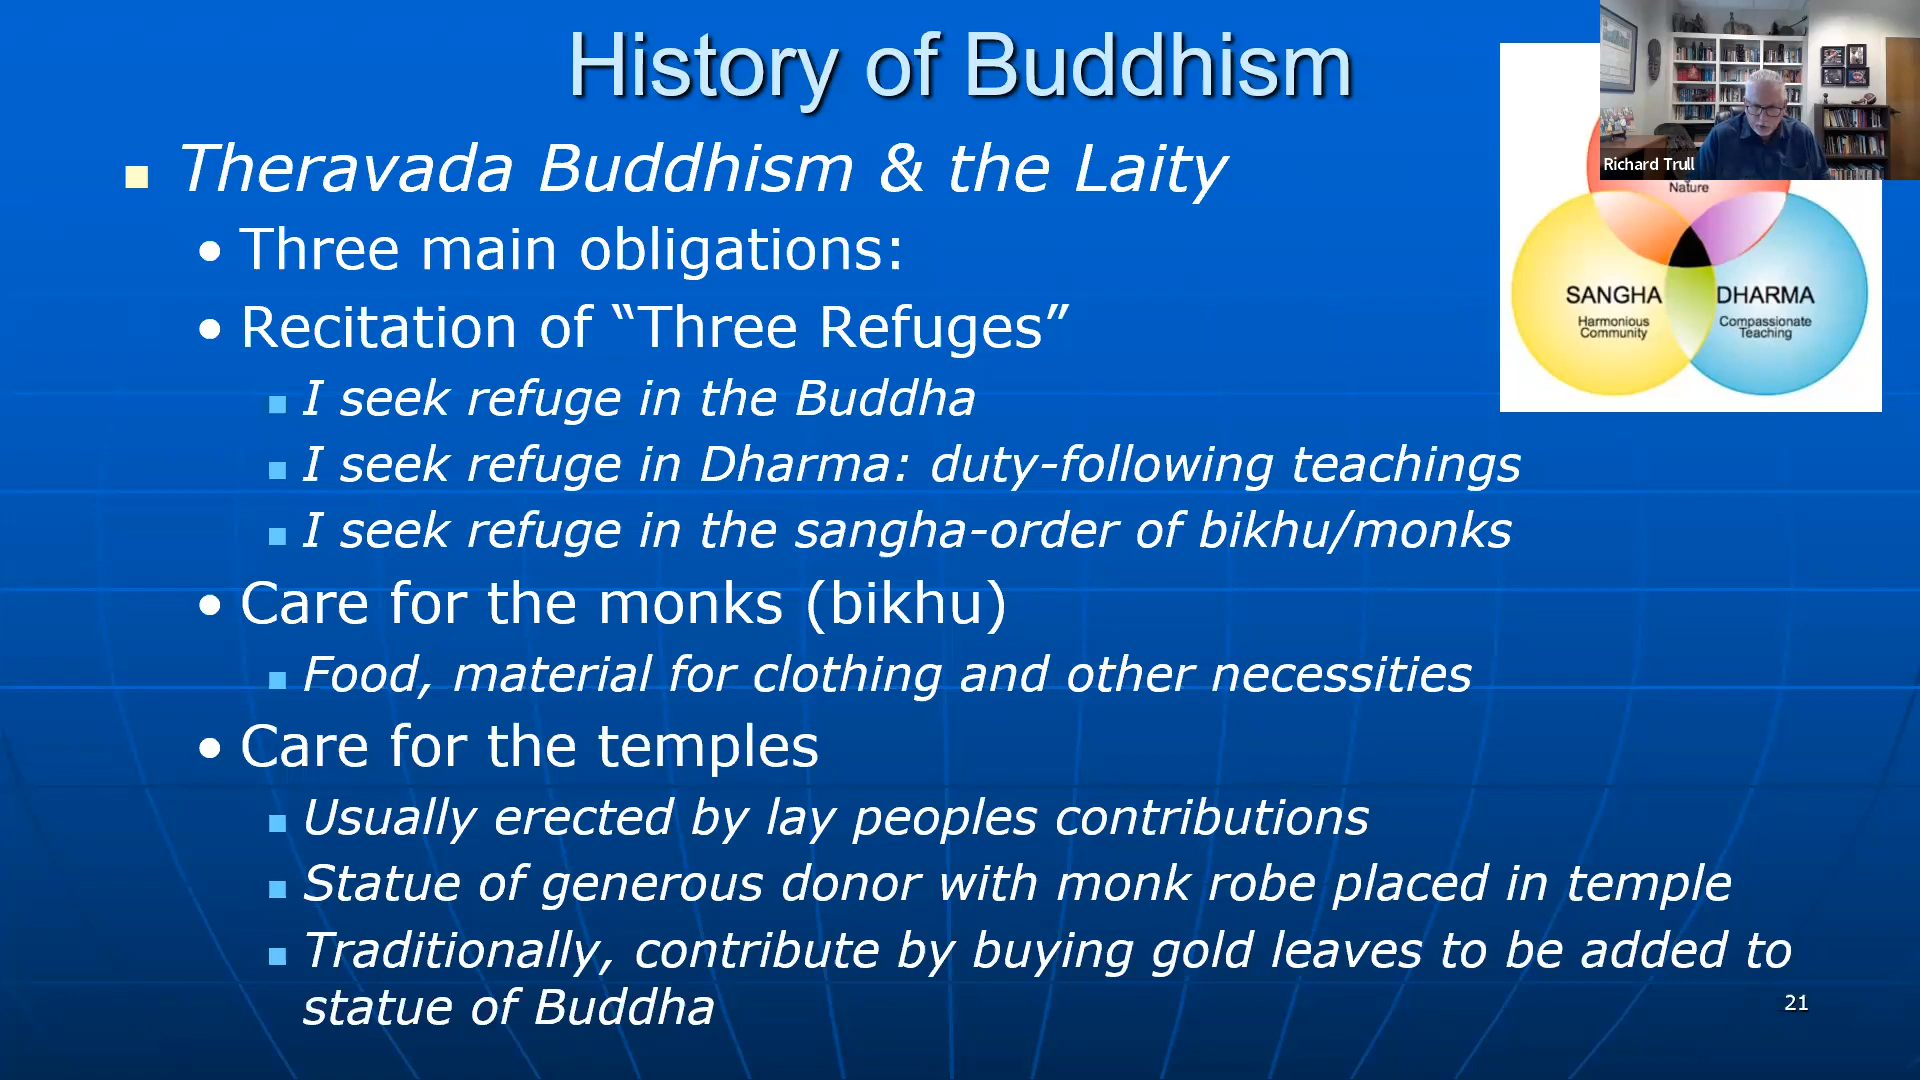 History of Buddhism
Theravada Buddhism & the Laity
Three main obligations:
Recitation of “Three Refuges”
I seek refuge in the Buddha
I seek refuge in Dharma: duty-following teachings
I seek refuge in the sangha-order of bikhu/monks
Care for the monks (bikhu)
Food, material for clothing and other necessities
Care for the temples
Usually erected by lay peoples contributions
Statue of generous donor with monk robe placed in temple
Traditionally, contribute by buying gold leaves to be added to
statue of Buddha
Richard Trull
Nature
SANGHA
Harmonious
Community
DHARMA
Compassionate
Teaching
21